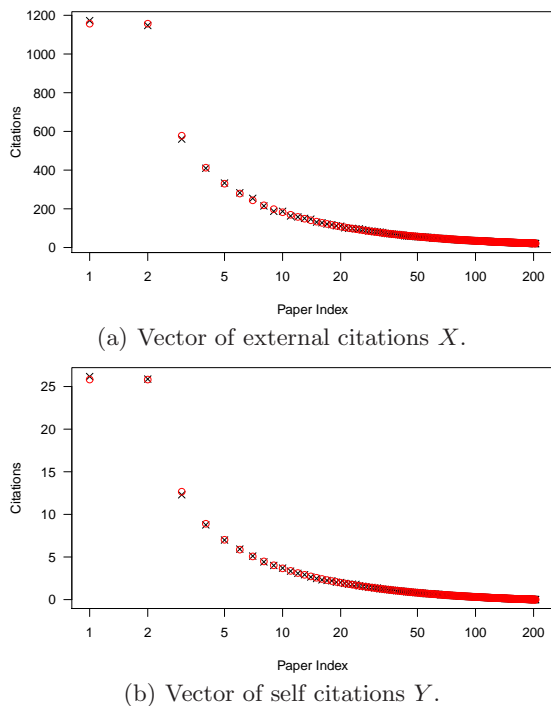 1200
1000
800
600
400
200
0
Citations
1 2 5 10 20 50 100 200
Paper Index
(a) Vector of external citations X.
25
20
15
10
5
0
Citations
1 2 5 10 20 50 100 200
Paper Index
(b) Vector of self citations Y.